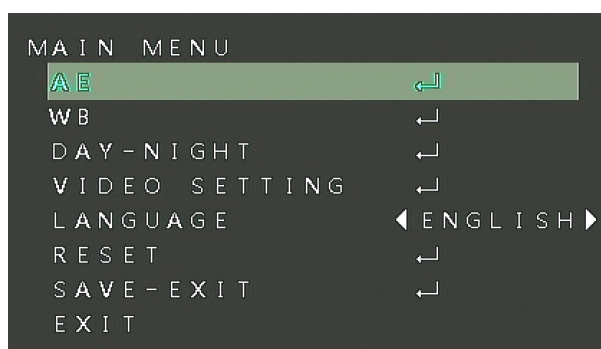 MAIN MENU
AE ↵
WB ↵
DAY-NIGHT ↵
VIDEO SETTING ↵
LANGUAGE ◀ENGLISH▶
RESET ↵
SAVE-EXIT ↵
EXIT